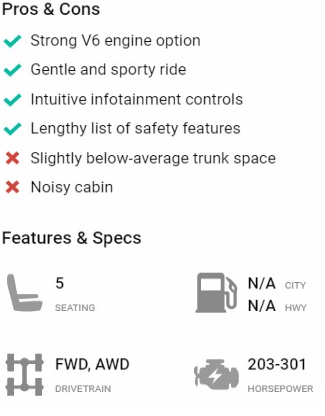 Pros & Cons
Strong V6 engine option
Gentle and sporty ride
Intuitive infotainment controls
Lengthy list of safety features
Slightly below-average trunk space
Noisy cabin
Features & Specs
5
SEATING
N/A CITY
N/A HWY
FWD, AWD
DRIVETRAIN
203-301
HORSEPOWER